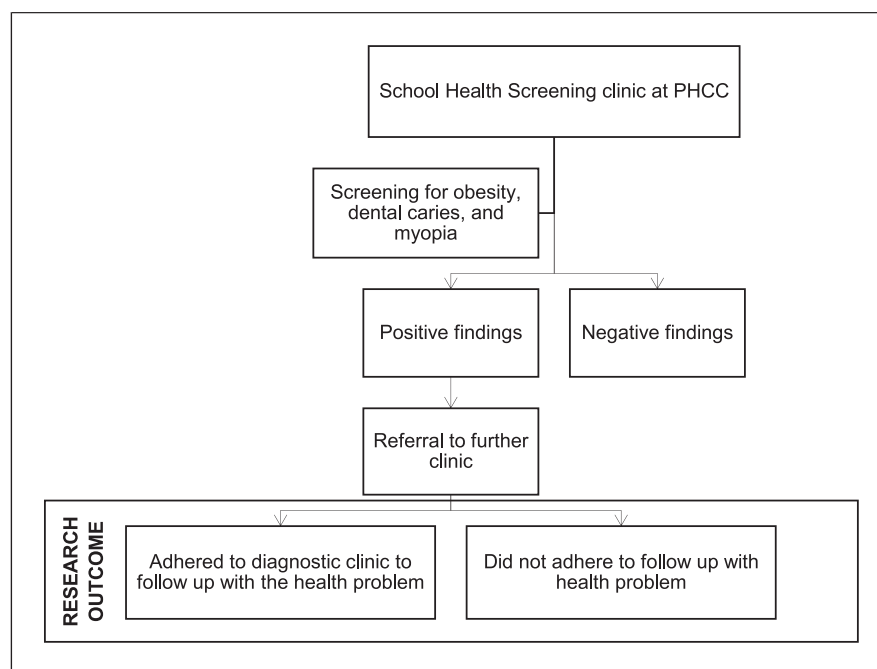 School Health Screening clinic at PHCC
Screening for obesity,
dental caries, and
myopia
Positive findings
Negative findings
Referral to further
clinic
RESEARCH
OUTCOME
Adhered to diagnostic clinic to
follow up with the health problem
Did not adhere to follow up with
health problem